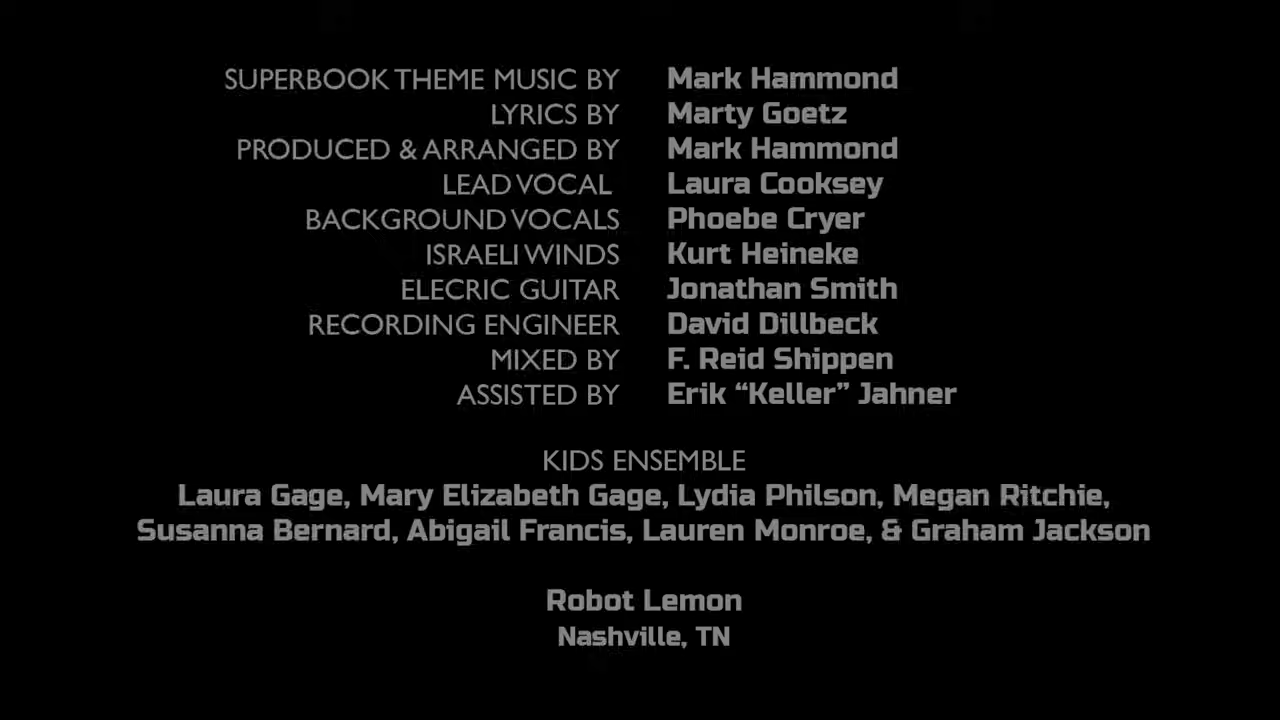 SUPERBOOK THEME MUSIC BY Mark Hammond
LYRICS BY Marty Goetz
PRODUCED & ARRANGED BY Mark Hammond
LEAD VOCAL Laura Cooksey
BACKGROUND VOCALS Phoebe Cryer
ISRAELI WINDS Kurt Heineke
ELECRIC GUITAR Jonathan Smith
RECORDING ENGINEER David Dillbeck
MIXED BY F. Reid Shippen
ASSISTED BY Erik “Keller” Jahner
KIDS ENSEMBLE
Laura Gage, Mary Elizabeth Gage, Lydia Philson, Megan Ritchie,
Susanna Bernard, Abigail Francis, Lauren Monroe, & Graham Jackson
Robot Lemon
Nashville, TN